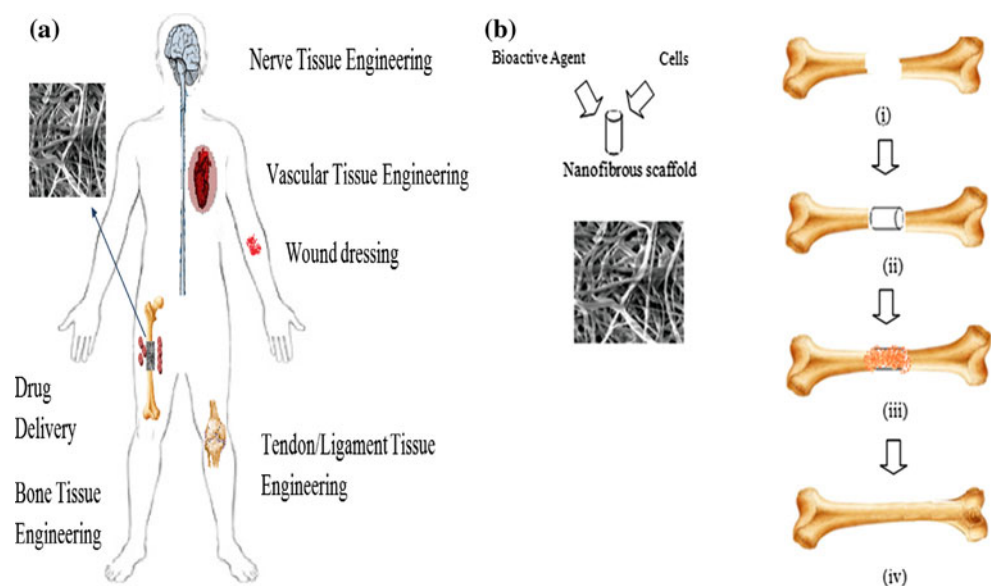 (a)
Nerve Tissue Engineering
Vascular Tissue Engineering
Wound dressing
Drug
Delivery
Bone Tissue
Engineering
Tendon/Ligament Tissue
Engineering
(b)
Bioactive Agent
Cells
Nanofibrous scaffold
(i)
(ii)
(iii)
(iv)